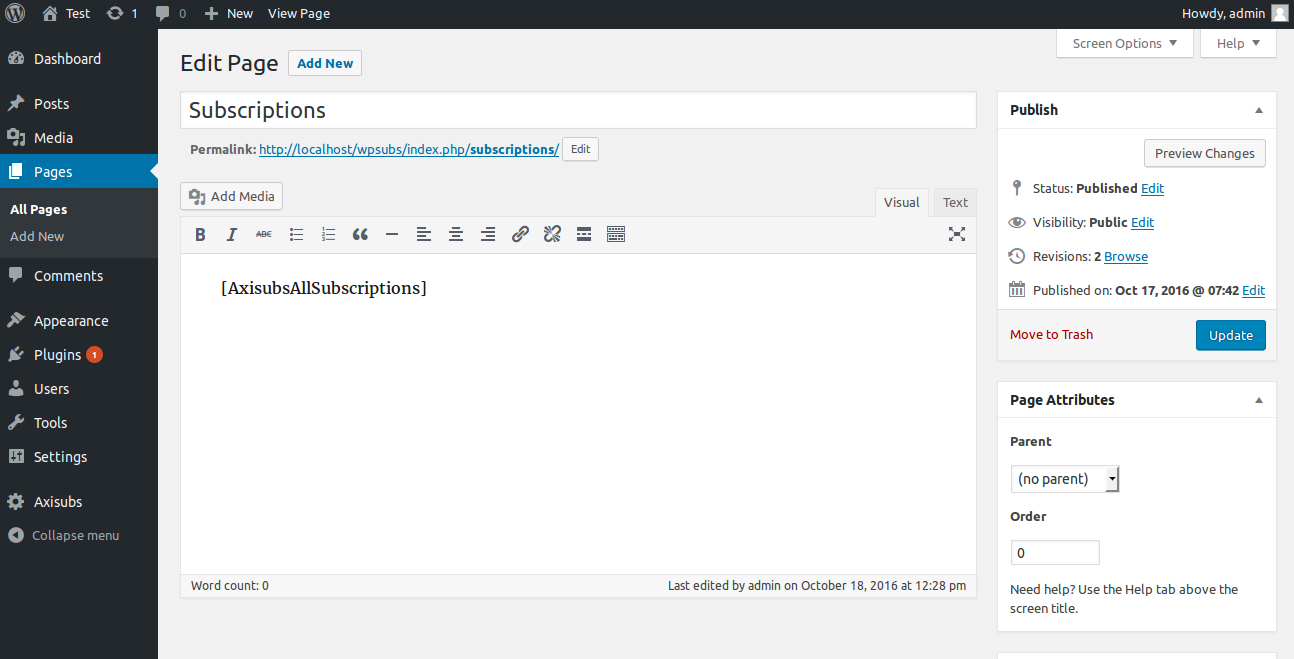 Test 1 0 New View Page Howdy, admin
Screen Options Help
Dashboard
Posts
Media
Pages
All Pages
Add New
Comments
Appearance
Plugins 1
Users
Tools
Settings
Axisubs
Collapse menu
Edit Page Add New
Subscriptions
Permalink: http://localhost/wpsubs/index.php/subscriptions/ Edit
Add Media
Visual Text
B I ABC
[AxisubsAllSubscriptions]
Word count: 0 Last edited by admin on October 18, 2016 at 12:28 pm
Publish
Preview Changes
Status: Published Edit
Visibility: Public Edit
Revisions: 2 Browse
Published on: Oct 17, 2016 @ 07:42 Edit
Move to Trash Update
Page Attributes
Parent
(no parent)
Order
0
Need help? Use the Help tab above the
screen title.